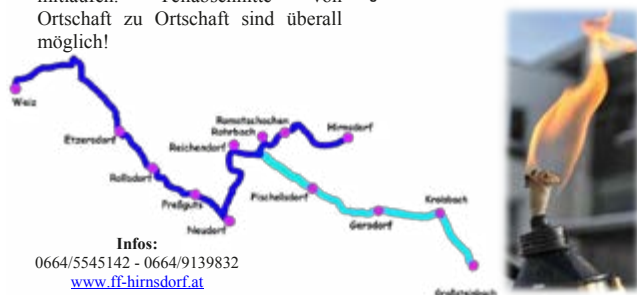 Ortschaft zu Ortschaft sind überall
möglich!
Weiz
Etzersdorf
Rollsdorf
Preßguts
Neudorf
Reichendorf
Rohrbach
Romatschachen
Hirnsdorf
Pischelsdorf
Gersdorf
Kroisbach
Infos:
0664/5545142 - 0664/9139832
www.ff-hirnsdorf.at